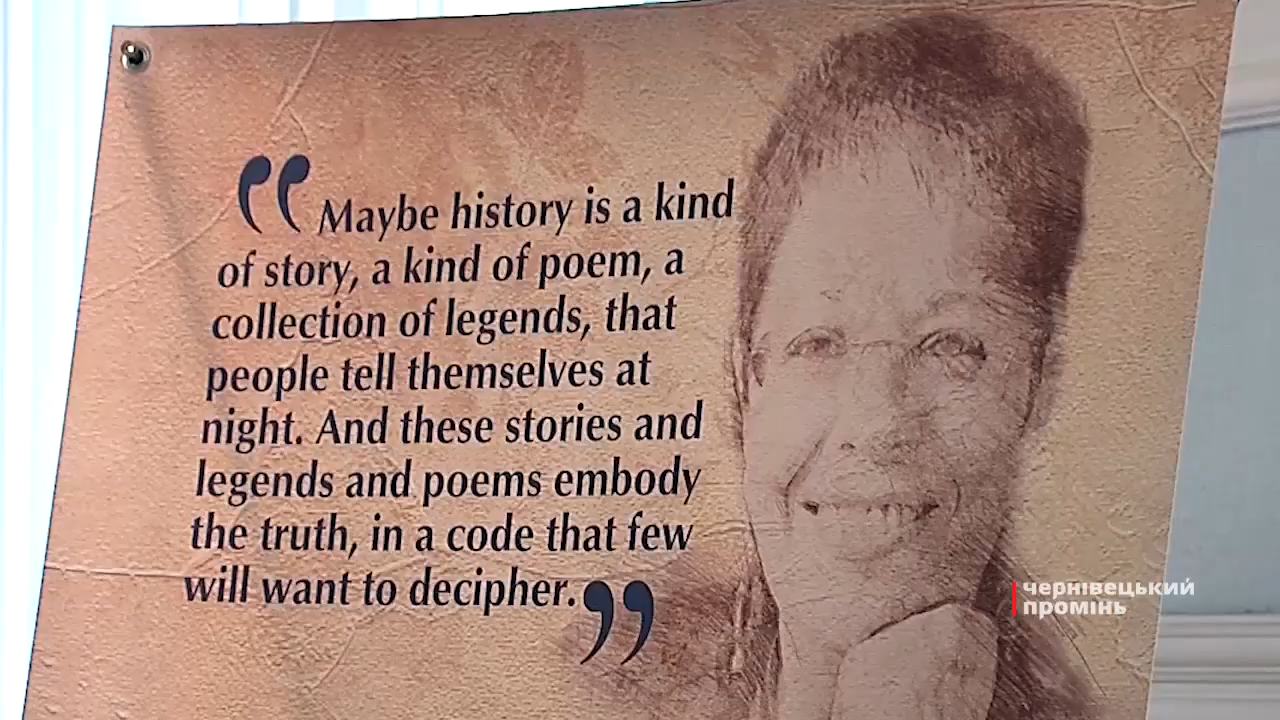 “ Maybe history is a kind
of story, a kind of poem, a
collection of legends, that
people tell themselves at
night. And these stories and
legends and poems embody
the truth, in a code that few
will want to decipher. ”
чернівецький
промінь